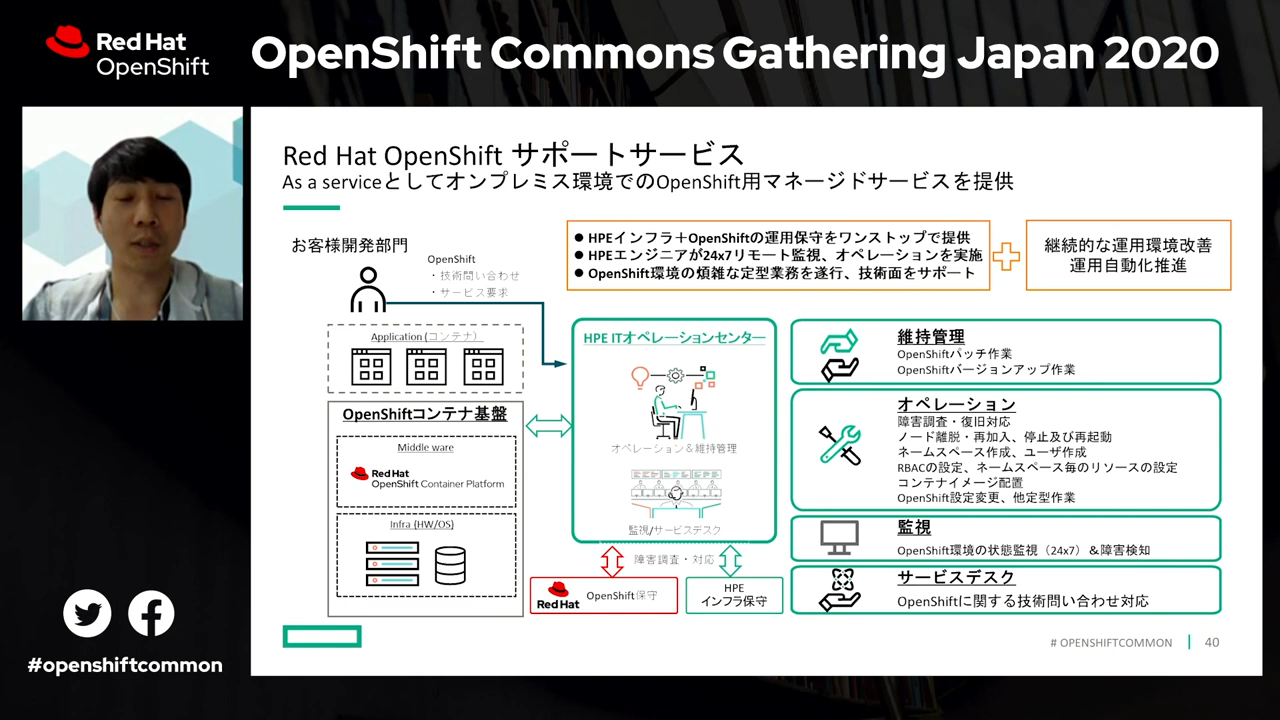 Red Hat
OpenShift
OpenShift Commons Gathering Japan 2020
Red Hat OpenShift サポートサービス
As a serviceとしてオンプレミス環境でのOpenShift用マネージドサービスを提供
お客様開発部門
OpenShift
・技術問い合わせ
・サービス要求
● HPEインフラ＋OpenShiftの運用保守をワンストップで提供
● HPEエンジニアが24x7リモート監視、オペレーションを実施
● OpenShift環境の煩雑な定型業務を遂行、技術面をサポート
継続的な運用環境改善
運用自動化推進
Application (コンテナ)
OpenShiftコンテナ基盤
Middle ware
Red Hat
OpenShift Container Platform
Infra (HW/OS)
HPE ITオペレーションセンター
オペレーション＆維持管理
監視/サービスデスク
障害調査・対応
Red Hat
OpenShift保守
HPE
インフラ保守
維持管理
OpenShiftパッチ作業
OpenShiftバージョンアップ作業
オペレーション
障害調査・復旧対応
ノード離脱・再加入、停止及び再起動
ネームスペース作成、ユーザ作成
RBACの設定、ネームスペース毎のリソースの設定
コンテナイメージ配置
OpenShift設定変更、他定型作業
監視
OpenShift環境の状態監視（24x7）＆障害検知
サービスデスク
OpenShiftに関する技術問い合わせ対応
# OPENSHIFTCOMMON
40
#openshiftcommon